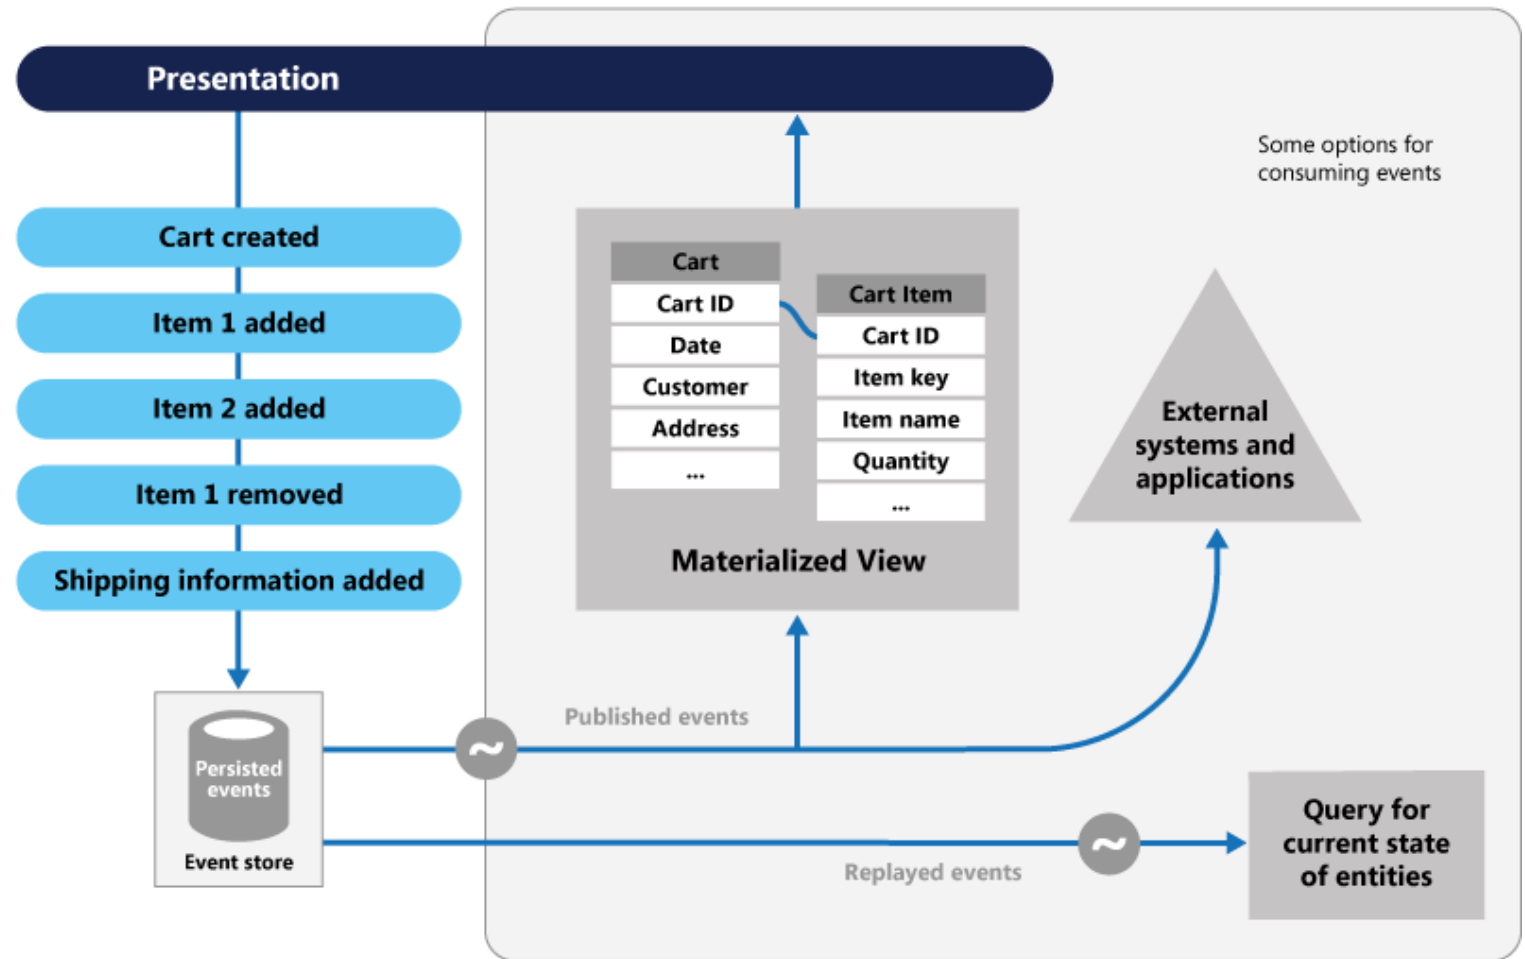 Presentation
Some options for
consuming events
Cart created
Item 1 added
Item 2 added
Item 1 removed
Shipping information added
Cart
Cart ID
Date
Customer
Address
...
Cart Item
Cart ID
Item key
Item name
Quantity
...
Materialized View
External
systems and
applications
Published events
Persisted
events
Event store
Replayed events
Query for
current state
of entities